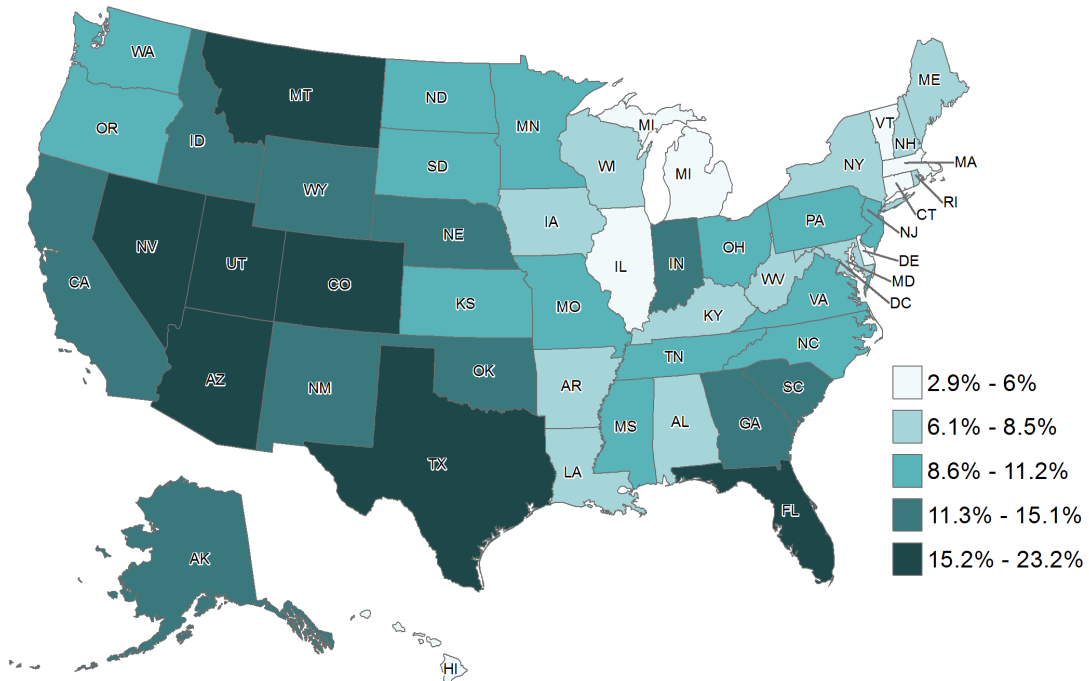 WA
MT
ND
MN
ME
OR
ID
SD
WI
MI
VT
NH
NY
MA
WY
MI
RI
IA
CT
NE
PA
NJ
NV
UT
CO
IL
IN
OH
DE
MD
DC
CA
KS
MO
WV
VA
KY
NC
AZ
NM
OK
TN
AR
SC
2.9% - 6%
MS
AL
GA
6.1% - 8.5%
TX
LA
8.6% - 11.2%
FL
11.3% - 15.1%
AK
15.2% - 23.2%
HI